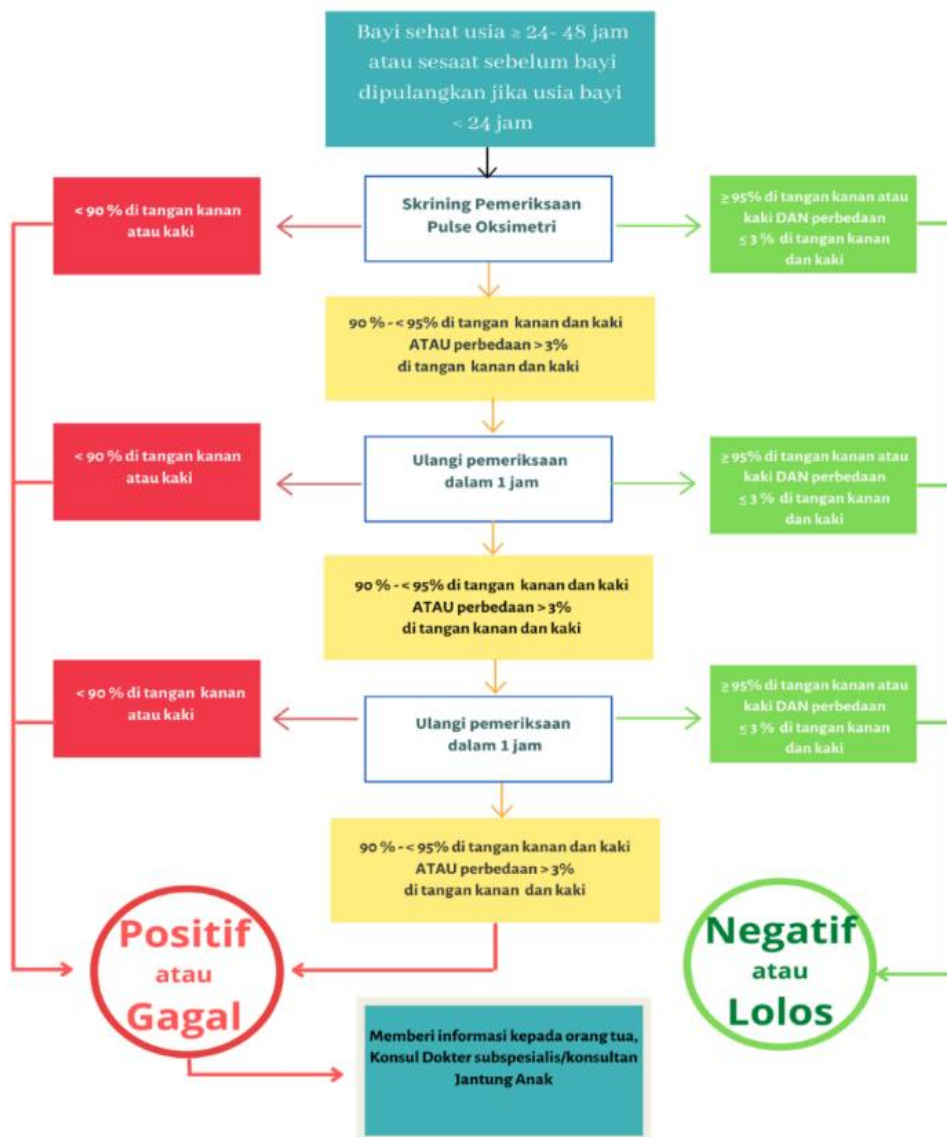 Bayi sehat usia ≥ 24- 48 jam
atau sesaat sebelum bayi
dipulangkan jika usia bayi
< 24 jam
< 90 % di tangan kanan
atau kaki
Skrining Pemeriksaan
Pulse Oksimetri
≥ 95% di tangan kanan atau
kaki DAN perbedaan
≤ 3 % di tangan kanan
dan kaki
90 % - < 95% di tangan kanan dan kaki
ATAU perbedaan > 3%
di tangan kanan dan kaki
< 90 % di tangan kanan
atau kaki
Ulangi pemeriksaan
dalam 1 jam
≥ 95% di tangan kanan atau
kaki DAN perbedaan
≤ 3 % di tangan kanan
dan kaki
90 % - < 95% di tangan kanan dan kaki
ATAU perbedaan > 3%
di tangan kanan dan kaki
< 90 % di tangan kanan
atau kaki
Ulangi pemeriksaan
dalam 1 jam
≥ 95% di tangan kanan atau
kaki DAN perbedaan
≤ 3 % di tangan kanan
dan kaki
90 % - < 95% di tangan kanan dan kaki
ATAU perbedaan > 3%
di tangan kanan dan kaki
Positif
atau
Gagal
Negatif
atau
Lolos
Memberi informasi kepada orang tua,
Konsul Dokter subspesialis/konsultan
Jantung Anak